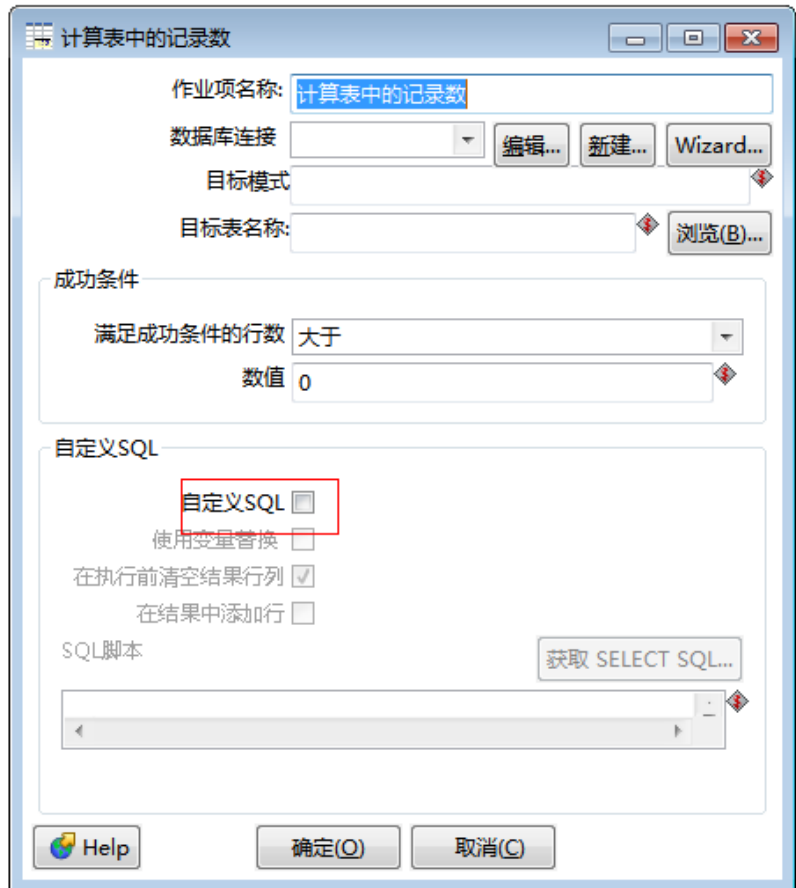 计算表中的记录数
作业项名称: 计算表中的记录数
数据库连接 编辑... 新建... Wizard...
目标模式
目标表名称: 浏览(B)...
成功条件
满足成功条件的行数 大于
数值 0
自定义SQL
自定义SQL
使用变量替换
在执行前清空结果行列
在结果中添加行
SQL脚本 获取 SELECT SQL...
Help 确定(O) 取消(C)